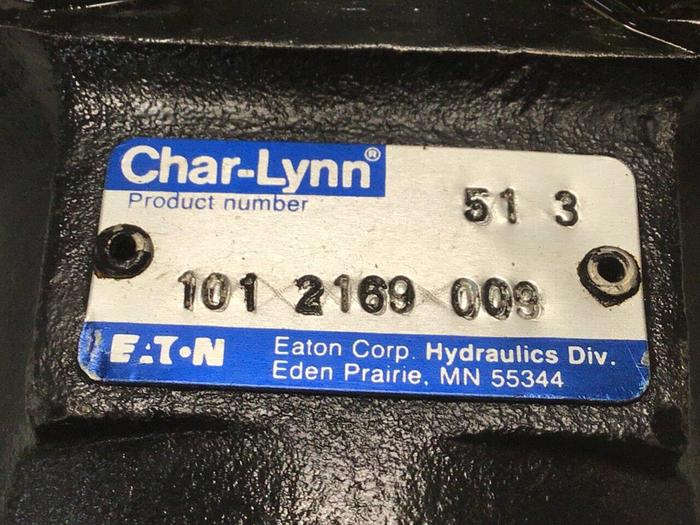 Char-Lynn®
Product number
51 3
101 2169 009
EATON Eaton Corp. Hydraulics Div.
Eden Prairie, MN 55344